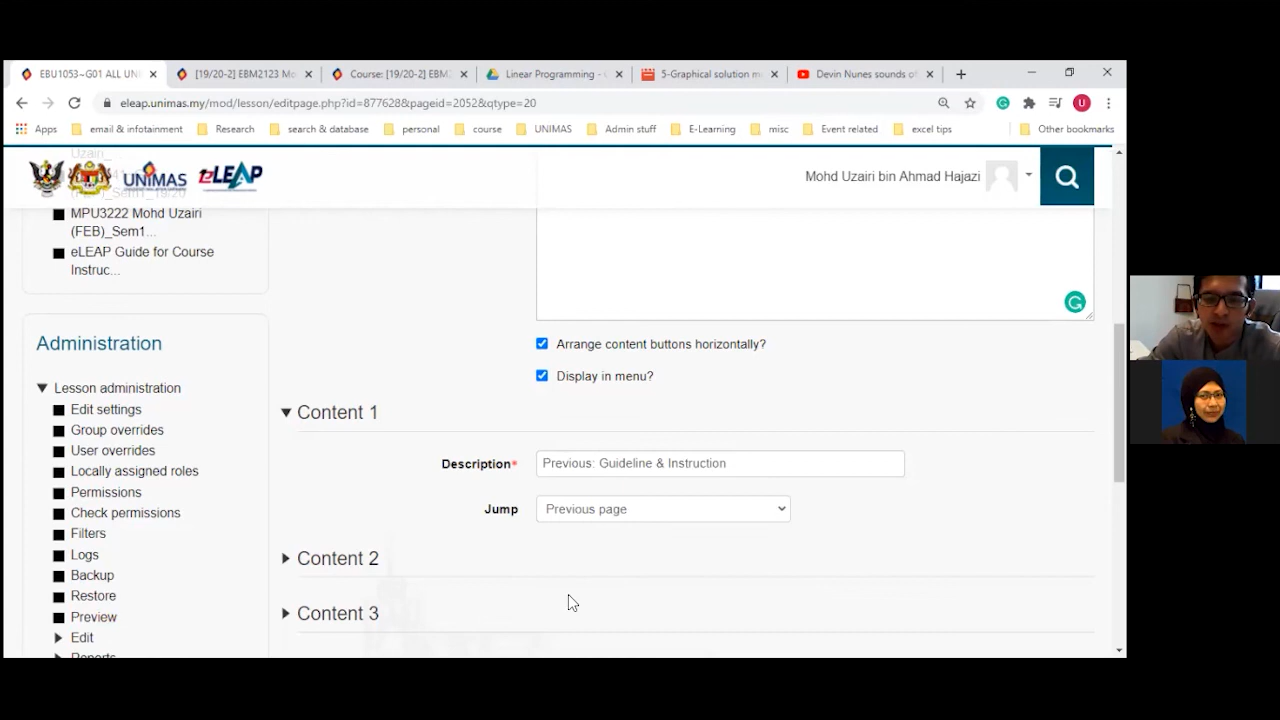 EBU1053~G01 ALL UNI
[19/20-2] EBM2123 Mo
Course: [19/20-2] EBM2
Linear Programming - G
5-Graphical solution m
Devin Nunes sounds of
eleap.unimas.my/mod/lesson/editpage.php?id=877628&pageid=2052&qtype=20
U
Apps
email & infotainment
Research
search & database
personal
course
UNIMAS
Admin stuff
E-Learning
misc
Event related
excel tips
Other bookmarks
UNIMAS
eLEAP
Mohd Uzairi bin Ahmad Hajazi
MPU3222 Mohd Uzairi
(FEB)_Sem1...
eLEAP Guide for Course
Instruc...
Administration
Lesson administration
Edit settings
Group overrides
User overrides
Locally assigned roles
Permissions
Check permissions
Filters
Logs
Backup
Restore
Preview
Edit
Reports
Arrange content buttons horizontally?
Display in menu?
Content 1
Description*
Previous: Guideline & Instruction
Jump
Previous page
Content 2
Content 3